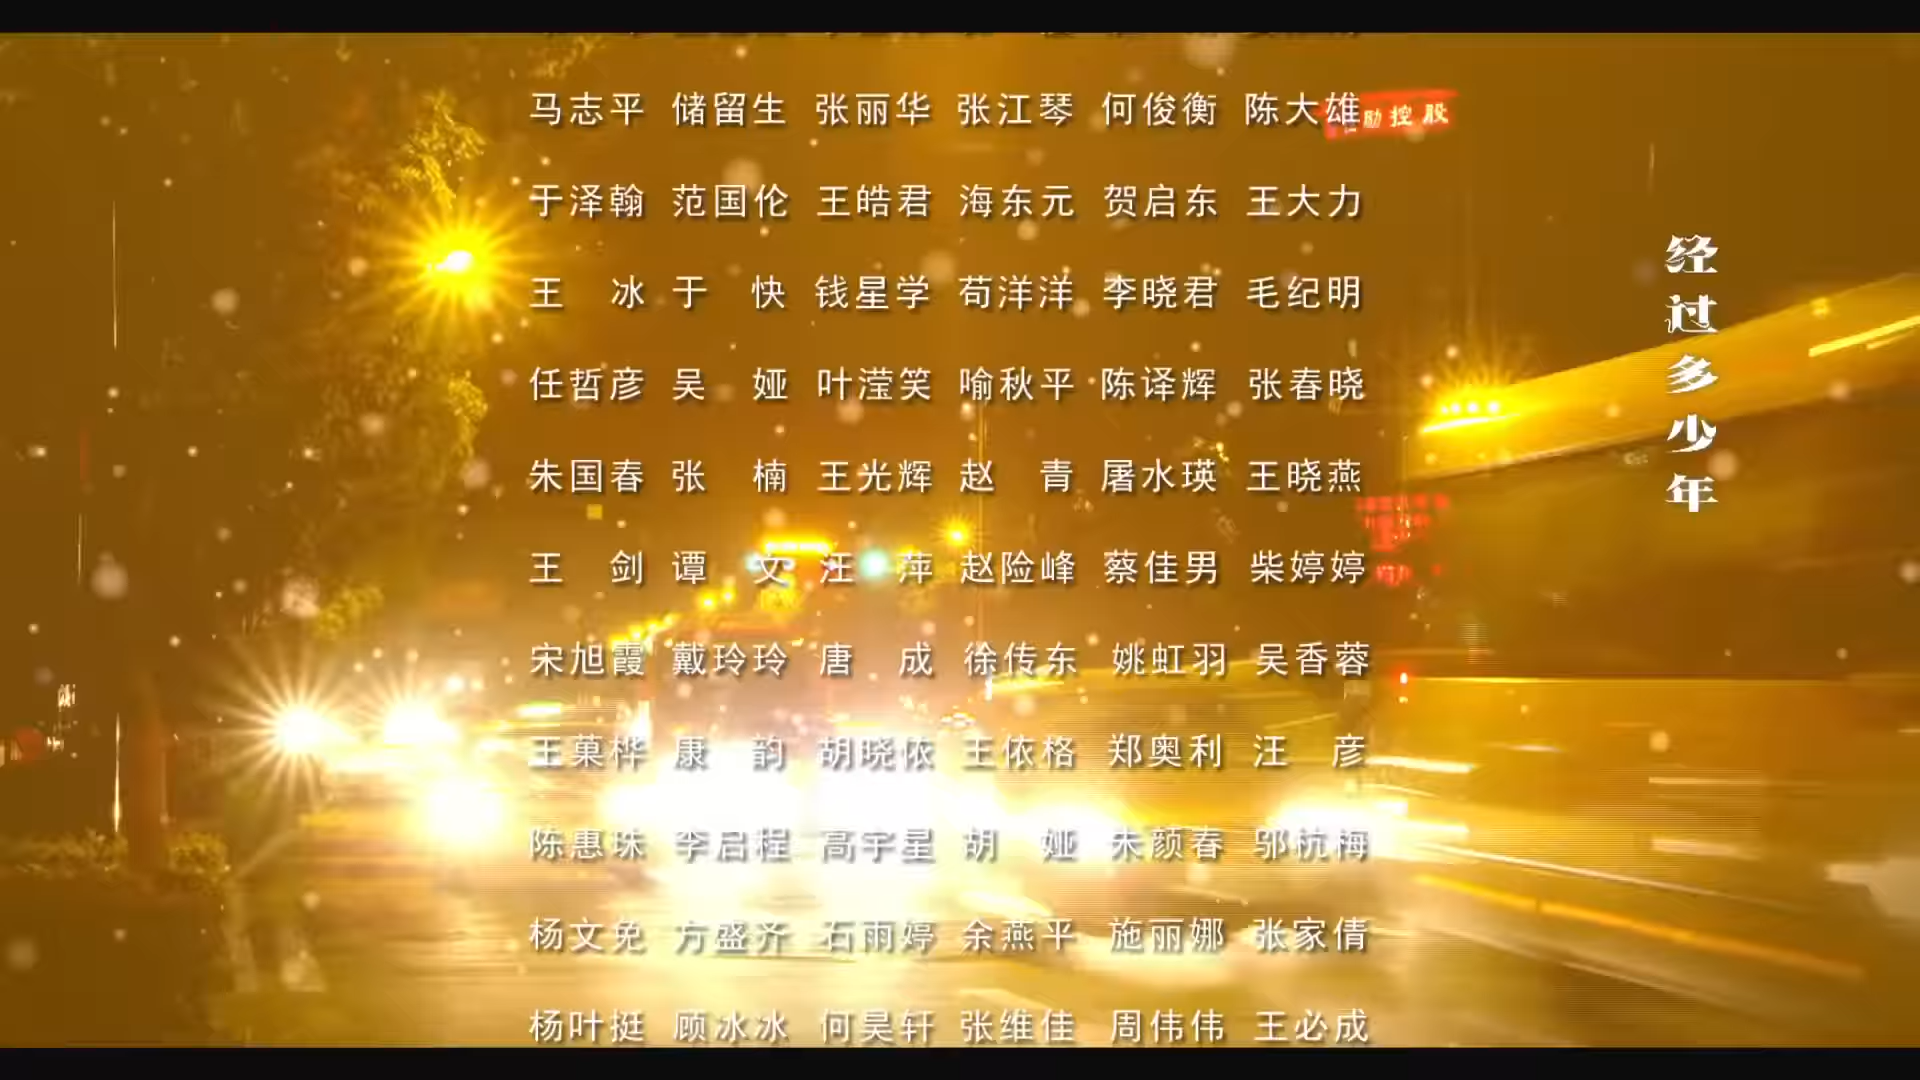 马志平 储留生 张丽华 张江琴 何俊衡 陈大雄
励控股
于泽翰 范国伦 王皓君 海东元 贺启东 王大力
王 冰 于 快 钱星学 苟洋洋 李晓君 毛纪明
任哲彦 吴 娅 叶滢笑 喻秋平 陈译辉 张春晓
朱国春 张 楠 王光辉 赵 青 屠水瑛 王晓燕
王 剑 谭 文 汪 萍 赵险峰 蔡佳男 柴婷婷
宋旭霞 戴玲玲 唐 成 徐传东 姚虹羽 吴香蓉
王菓桦 康 韵 胡晓依 王依格 郑奥利 汪 彦
陈惠珠 李启程 高宇星 胡 娅 朱颜春 邬杭梅
杨文免 方盛齐 石雨婷 余燕平 施丽娜 张家倩
杨叶挺 顾冰冰 何昊轩 张维佳 周伟伟 王必成
经过多少年